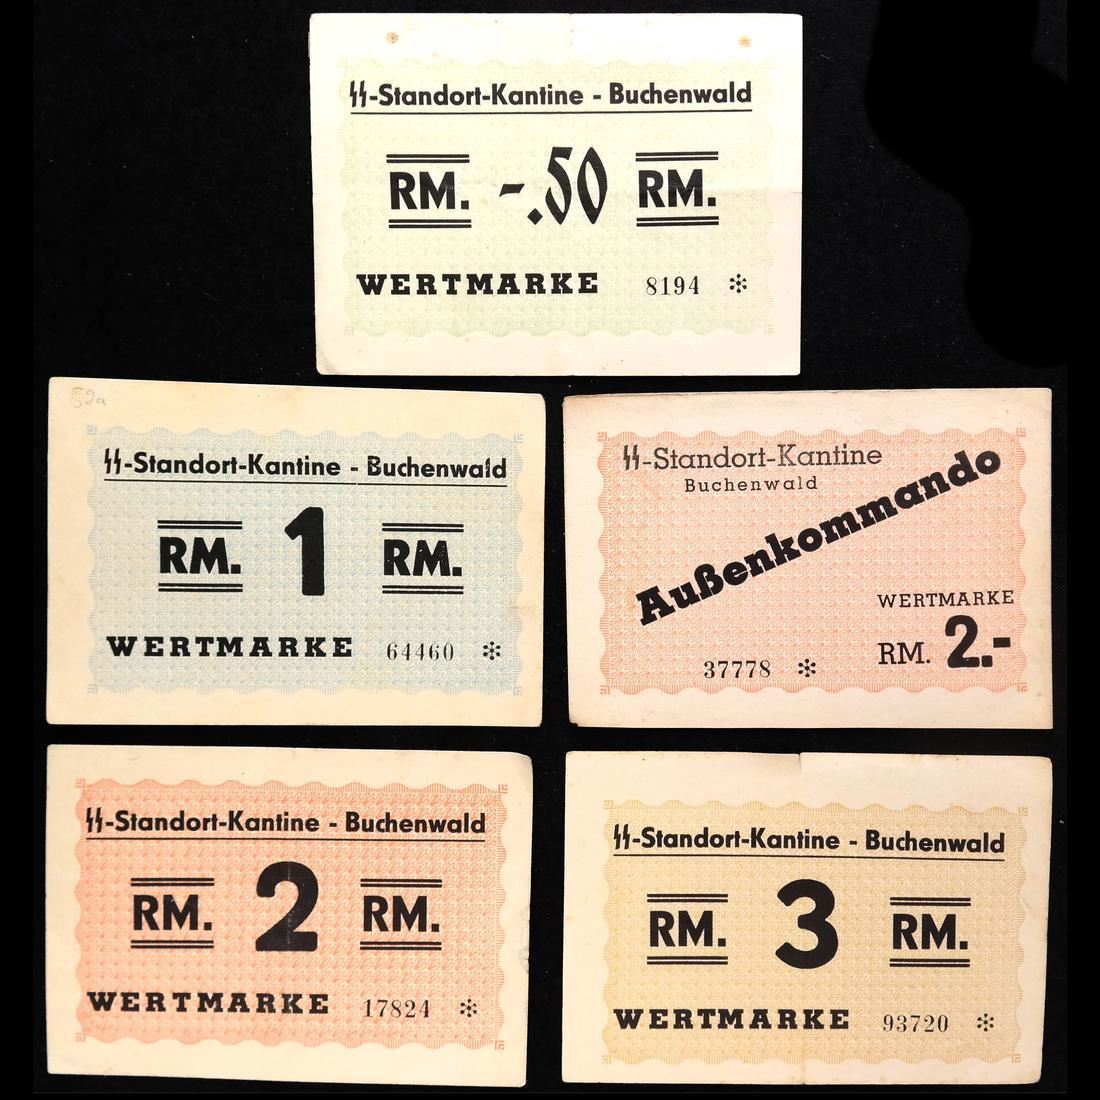 ᛋᛋ-Standort-Kantine - Buchenwald
RM. -.50 RM.
WERTMARKE 8194 *
59a
ᛋᛋ-Standort-Kantine - Buchenwald
RM. 1 RM.
WERTMARKE 64460 *
ᛋᛋ-Standort-Kantine
Buchenwald
Außenkommando
WERTMARKE
RM. 2.-
37778 *
ᛋᛋ-Standort-Kantine - Buchenwald
RM. 2 RM.
WERTMARKE 17824 *
ᛋᛋ-Standort-Kantine - Buchenwald
RM. 3 RM.
WERTMARKE 93720 *